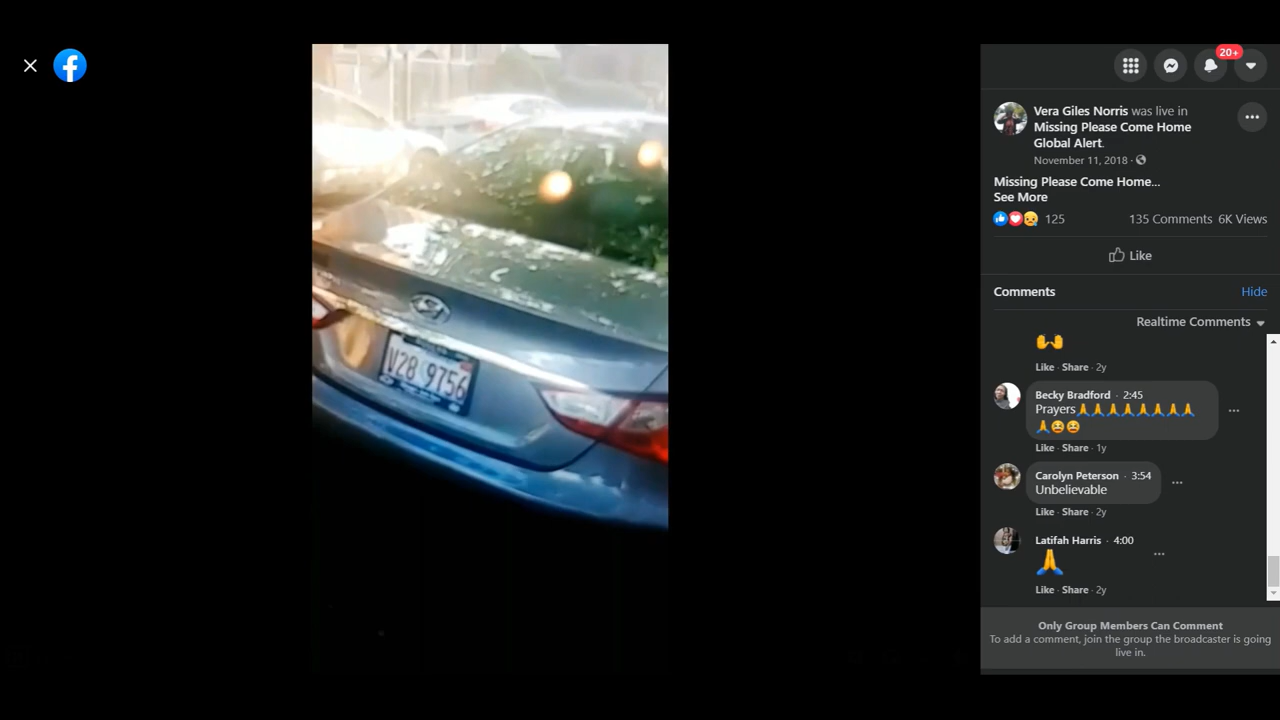 V28 9756
20+
Vera Giles Norris was live in
Missing Please Come Home
Global Alert.
November 11, 2018 ·
Missing Please Come Home...
See More
125
135 Comments 6K Views
Like
Comments
Hide
Realtime Comments
🙌
Like · Share · 2y
Becky Bradford · 2:45
Prayers🙏🙏🙏🙏🙏🙏🙏🙏
🙏😫😫
Like · Share · 1y
Carolyn Peterson · 3:54
Unbelievable
Like · Share · 2y
Latifah Harris · 4:00
🙏
Like · Share · 2y
Only Group Members Can Comment
To add a comment, join the group the broadcaster is going
live in.